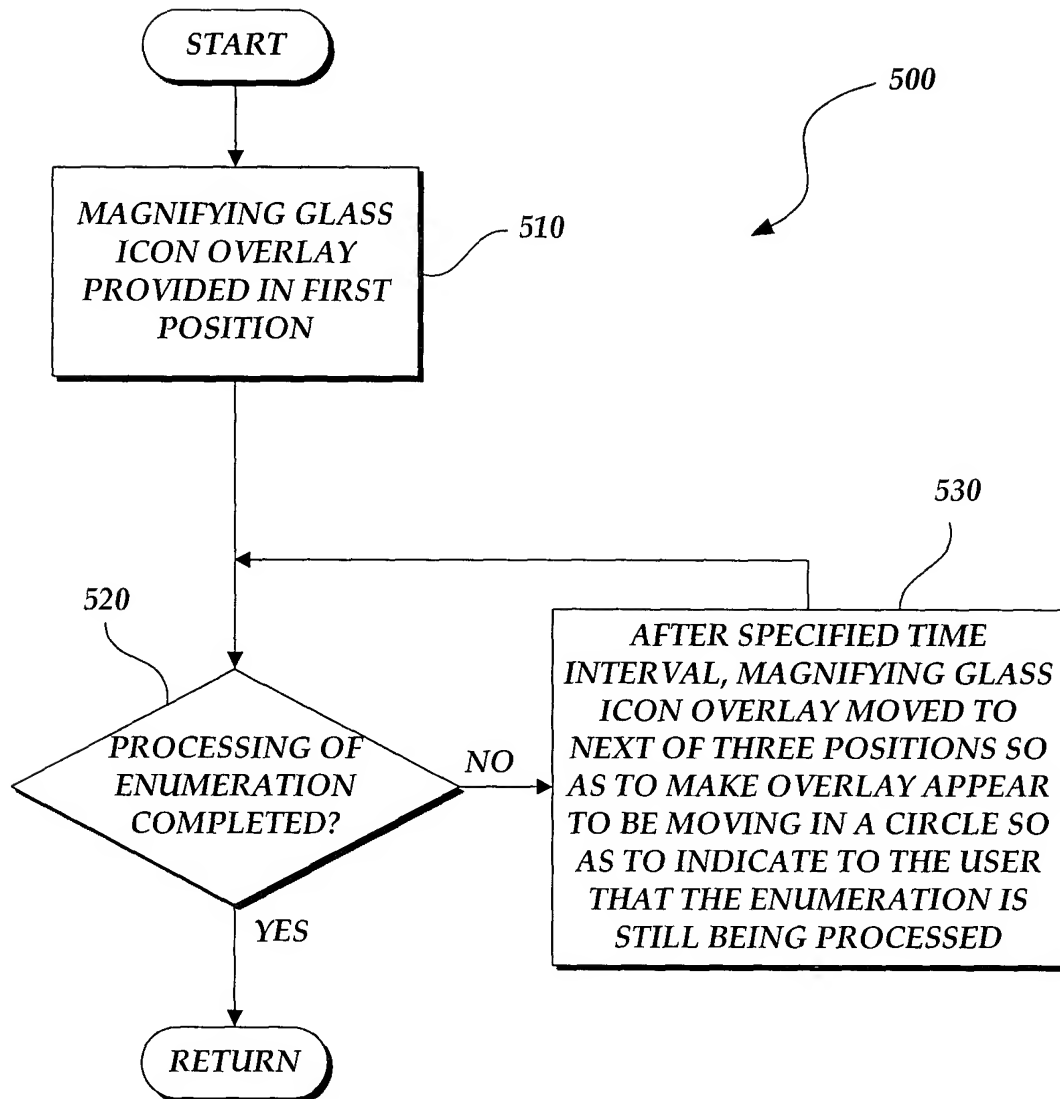 START
500
MAGNIFYING GLASS
ICON OVERLAY
PROVIDED IN FIRST
POSITION
510
530
520
PROCESSING OF
ENUMERATION
COMPLETED?
NO
AFTER SPECIFIED TIME
INTERVAL, MAGNIFYING GLASS
ICON OVERLAY MOVED TO
NEXT OF THREE POSITIONS SO
AS TO MAKE OVERLAY APPEAR
TO BE MOVING IN A CIRCLE SO
AS TO INDICATE TO THE USER
THAT THE ENUMERATION IS
STILL BEING PROCESSED
YES
RETURN